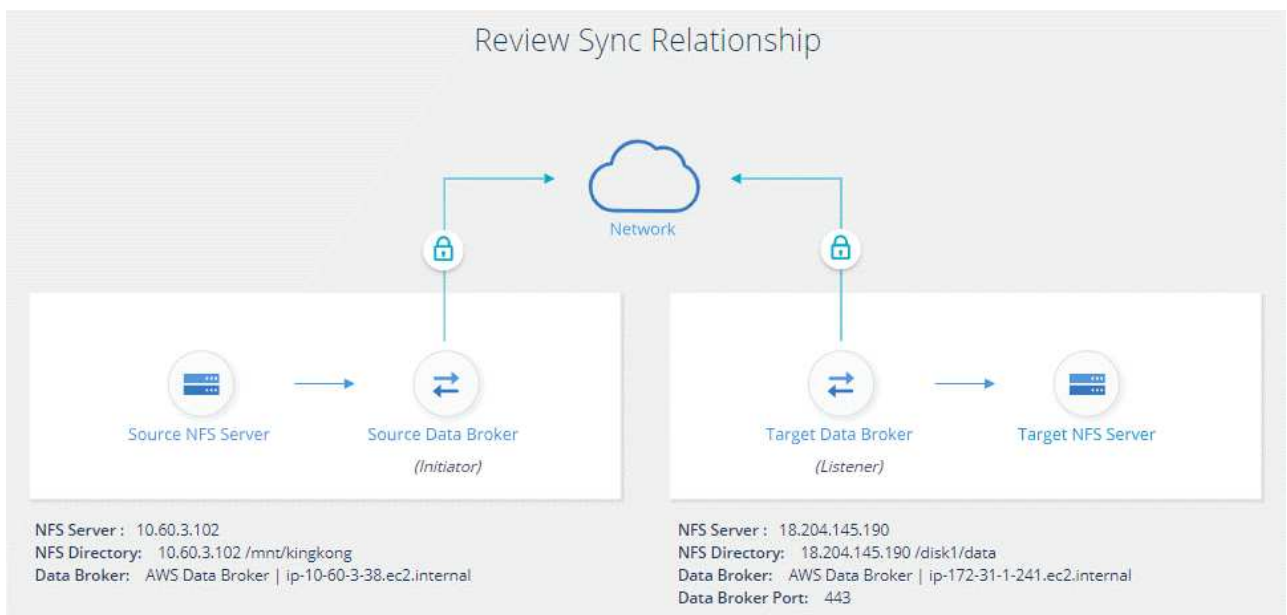 Review Sync Relationship
Network
Source NFS Server
Source Data Broker
(Initiator)
Target Data Broker
(Listener)
Target NFS Server
NFS Server : 10.60.3.102
NFS Directory: 10.60.3.102 /mnt/kingkong
Data Broker: AWS Data Broker | ip-10-60-3-38.ec2.internal
NFS Server : 18.204.145.190
NFS Directory: 18.204.145.190 /disk1/data
Data Broker: AWS Data Broker | ip-172-31-1-241.ec2.internal
Data Broker Port: 443